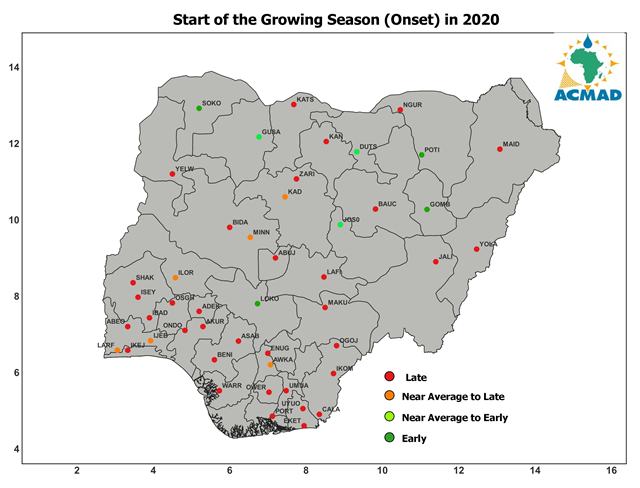 Start of the Growing Season (Onset) in 2020
ACMAD
14
12
10
8
6
4
2
4
6
8
10
12
14
16
SOKO
KATS
NGUR
GUSA
KAN
DUTS
POTI
MAID
YELW
ZARI
KAD
BAUC
GOMB
JOS0
BIDA
MINN
ABUJ
YOLA
JALI
SHAK
ILOR
LAFI
ISEY
OSGB
LOKO
MAKU
ADEK
IBAD
ABEO
ONDO
AKUR
IJEB
ASAB
LARF
IKEJ
BENI
ENUG
AWKA
OGOJ
IKOM
WARR
OWER
UMUA
UYUO
PORT
EKET
CALA
Late
Near Average to Late
Near Average to Early
Early